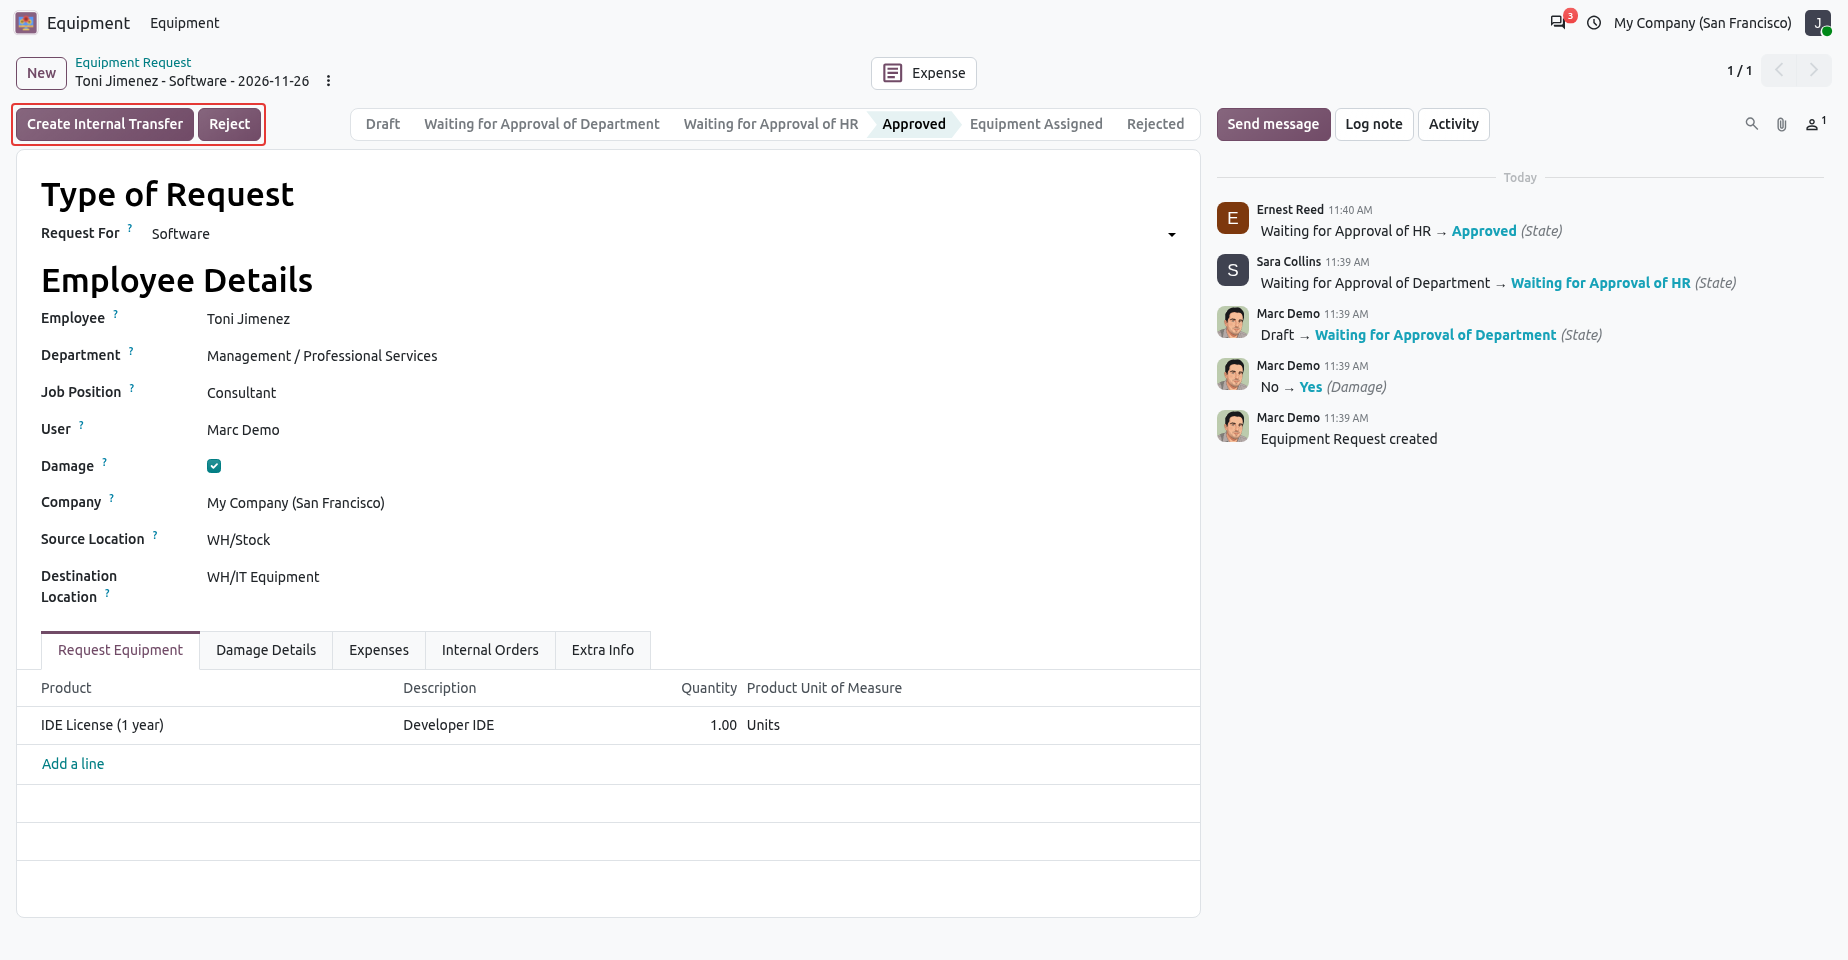 Equipment Equipment 3 My Company (San Francisco) J
New Equipment Request Expense 1 / 1
Toni Jimenez - Software - 2026-11-26
Create Internal Transfer Reject Draft Waiting for Approval of Department Waiting for Approval of HR Approved Equipment Assigned Rejected Send message Log note Activity 1
Type of Request
Request For ? Software
Employee Details
Employee ? Toni Jimenez
Department ? Management / Professional Services
Job Position ? Consultant
User ? Marc Demo
Damage ?
Company ? My Company (San Francisco)
Source Location ? WH/Stock
Destination
Location ? WH/IT Equipment
Request Equipment Damage Details Expenses Internal Orders Extra Info
Product Description Quantity Product Unit of Measure
IDE License (1 year) Developer IDE 1.00 Units
Add a line
Today
E Ernest Reed 11:40 AM
Waiting for Approval of HR → Approved (State)
S Sara Collins 11:39 AM
Waiting for Approval of Department → Waiting for Approval of HR (State)
Marc Demo 11:39 AM
Draft → Waiting for Approval of Department (State)
Marc Demo 11:39 AM
No → Yes (Damage)
Marc Demo 11:39 AM
Equipment Request created